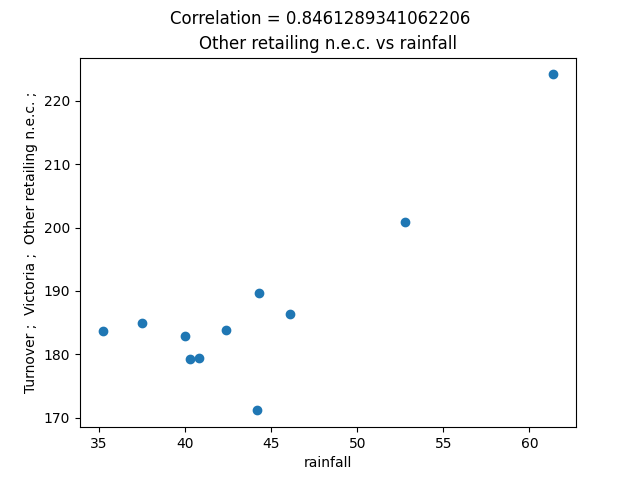 Correlation = 0.8461289341062206
Other retailing n.e.c. vs rainfall
Turnover ;  Victoria ;  Other retailing n.e.c. ;
220
210
200
190
180
170
35 40 45 50 55 60
rainfall